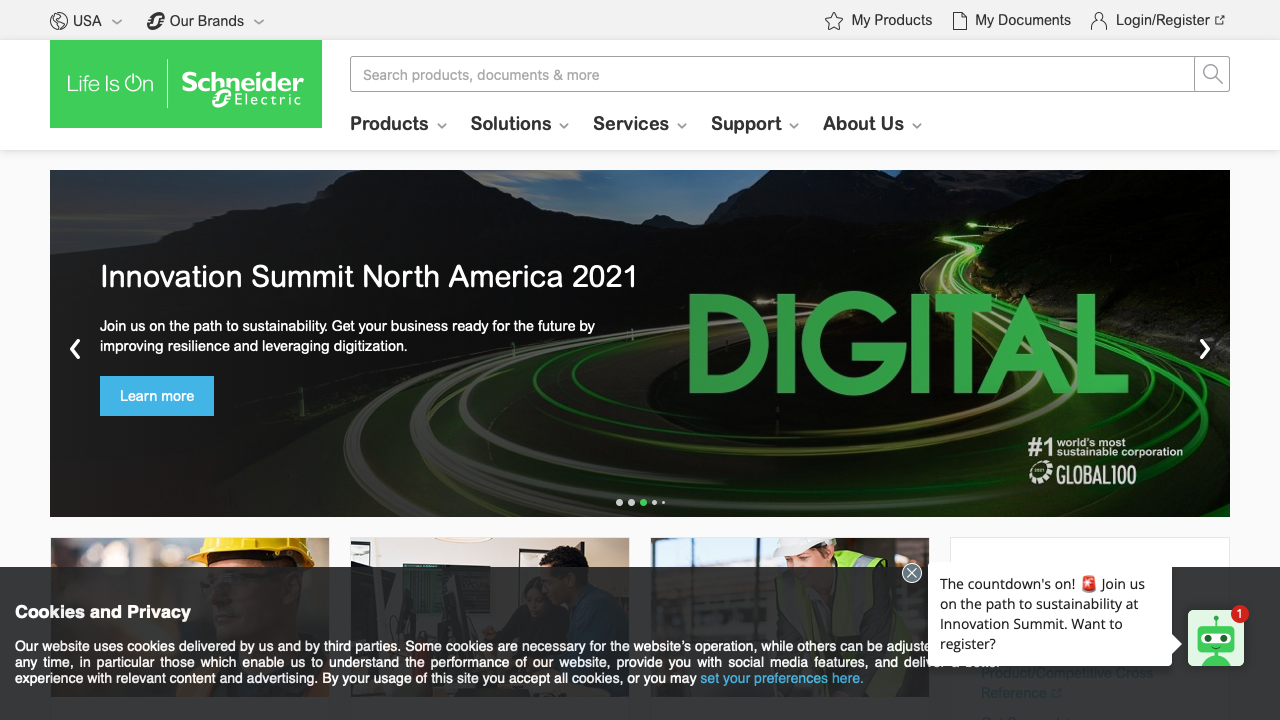 USA
Our Brands
My Products
My Documents
Login/Register
Life Is On
Schneider
Electric
Search products, documents & more
Products
Solutions
Services
Support
About Us
Innovation Summit North America 2021
Join us on the path to sustainability. Get your business ready for the future by
improving resilience and leveraging digitization.
Learn more
DIGITAL
#1 world's most
sustainable corporation
GLOBAL100
Cookies and Privacy
Our website uses cookies delivered by us and by third parties. Some cookies are necessary for the website's operation, while others can be
any time, in particular those which enable us to understand the performance of our website, provide you with social media features, and
experience with relevant content and advertising. By your usage of this site you accept all cookies, or you may set your preferences here.
The countdown's on! 🚨 Join us
on the path to sustainability at
Innovation Summit. Want to
register?
1
Product/Competitive Cross
Reference